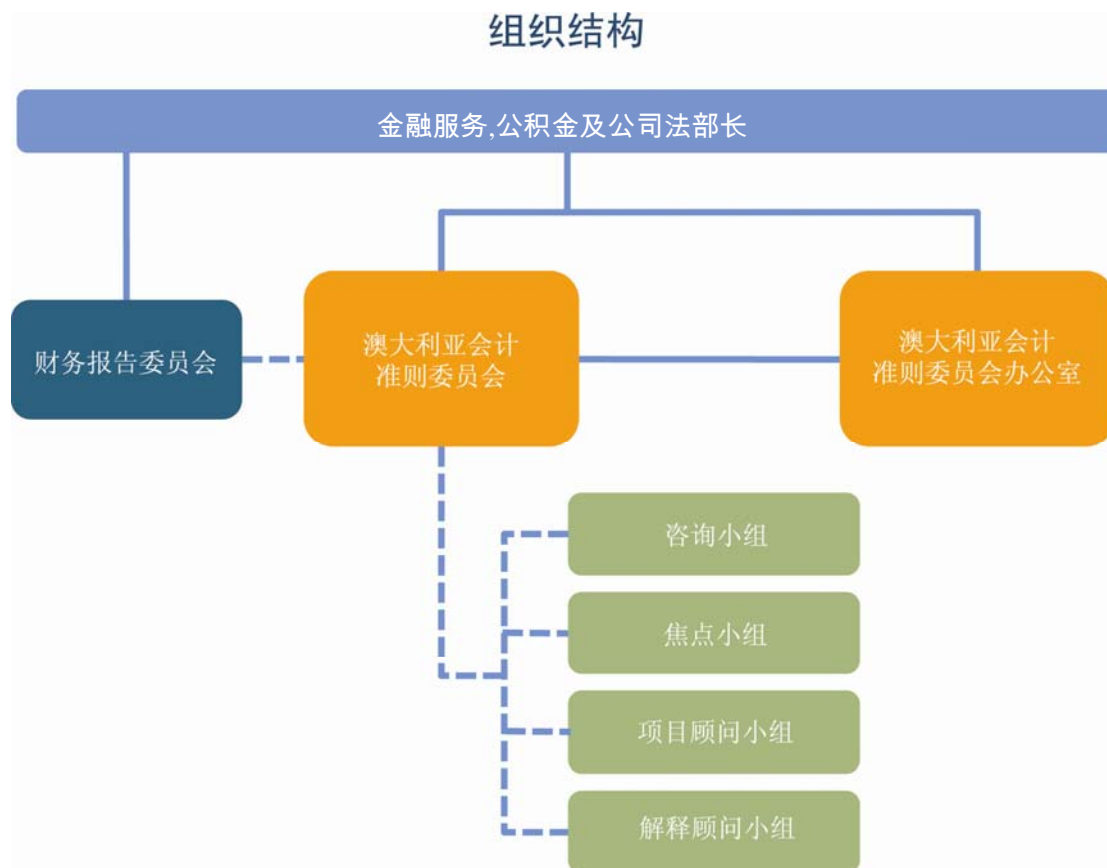 组织结构
金融服务,公积金及公司法部长
财务报告委员会
澳大利亚会计
准则委员会
澳大利亚会计
准则委员会办公室
咨询小组
焦点小组
项目顾问小组
解释顾问小组